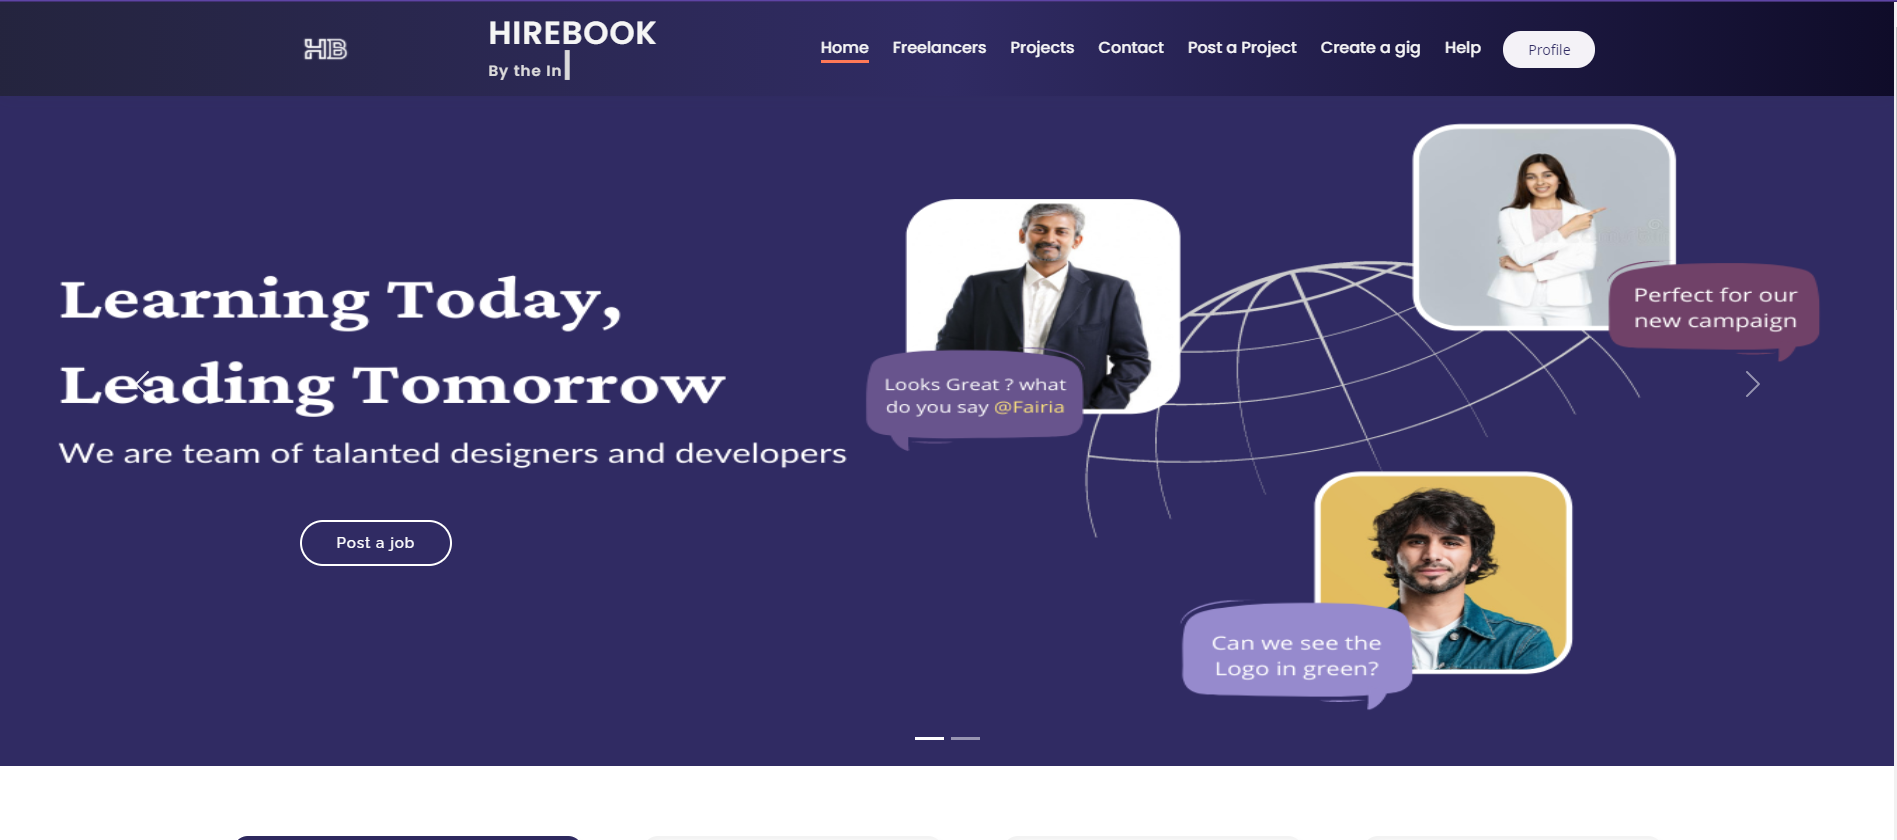 HB
HIREBOOK
By the In
Home Freelancers Projects Contact Post a Project Create a gig Help Profile
Learning Today,
Leading Tomorrow
We are team of talanted designers and developers
Post a job
Looks Great ? what
do you say @Fairia
Perfect for our
new campaign
Can we see the
Logo in green?